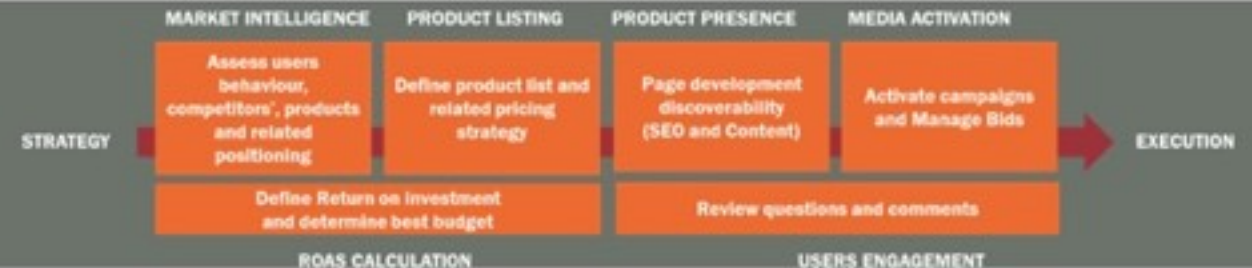 MARKET INTELLIGENCE
PRODUCT LISTING
PRODUCT PRESENCE
MEDIA ACTIVATION
STRATEGY
Assess users
behaviour,
competitors', products
and related
positioning
Define product list and
related pricing
strategy
Page development
discoverability
(SEO and Content)
Activate campaigns
and Manage Bids
EXECUTION
Define Return on Investment
and determine best budget
Review questions and comments
ROAS CALCULATION
USERS ENGAGEMENT